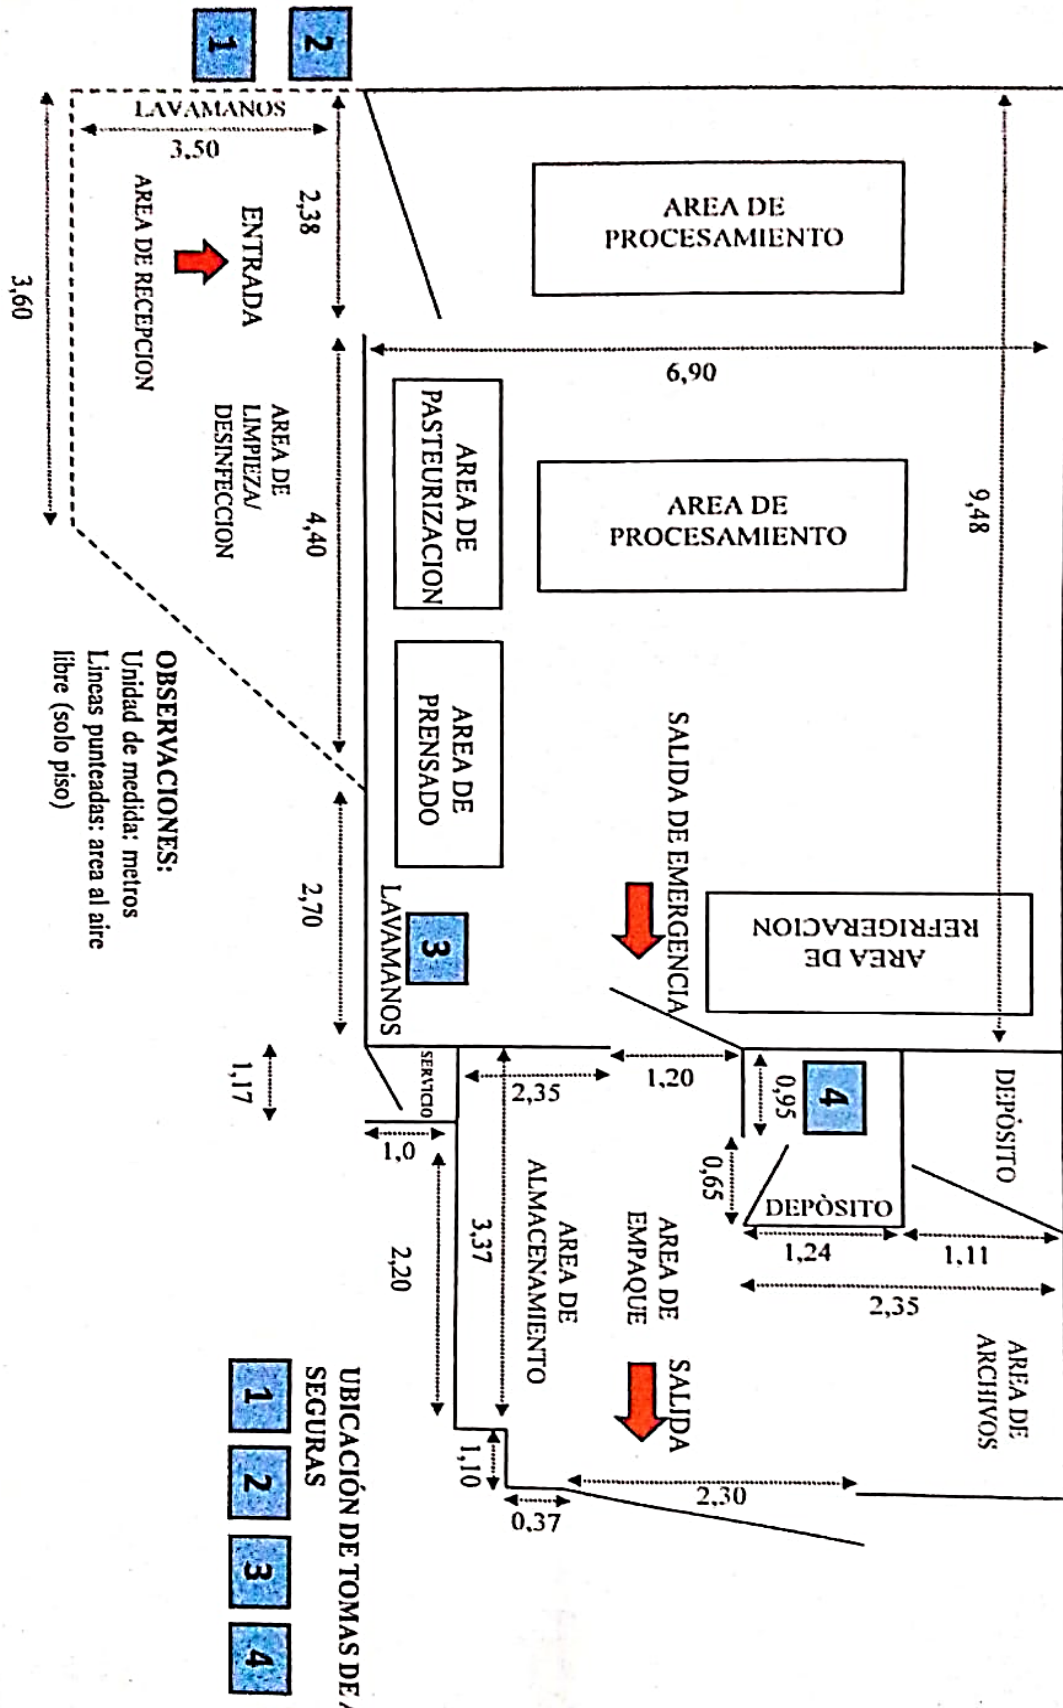 2
1
LAVAMANOS
3,50
2,38
ENTRADA
AREA DE RECEPCION
3,60
AREA DE
PROCESAMIENTO
6,90
9,48
AREA DE
LIMPIEZA/
DESINFECCION
4,40
AREA DE
PASTEURIZACION
AREA DE
PROCESAMIENTO
AREA DE
PRENSADO
SALIDA DE EMERGENCIA
AREA DE
REFRIGERACION
OBSERVACIONES:
Unidad de medida: metros
Lineas punteadas: area al aire
libre (solo piso)
2,70
LAVAMANOS
3
SERVICIO
1,17
1,0
2,35
1,20
0,95
4
DEPÓSITO
0,65
DEPÒSITO
1,24
1,11
2,35
3,37
2,20
AREA DE
ALMACENAMIENTO
AREA DE
EMPAQUE
SALIDA
AREA DE
ARCHIVOS
1,10
0,37
2,30
UBICACIÓN DE TOMAS DE
SEGURAS
1
2
3
4